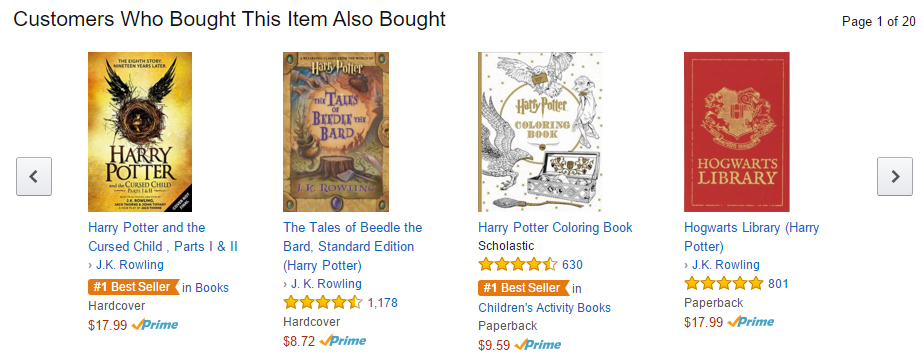 Customers Who Bought This Item Also Bought
Page 1 of 20
THE EIGHTH STORY.
NINETEEN YEARS LATER.
HARRY
POTTER
and the CURSED CHILD
PARTS I & II
J.K. ROWLING,
JACK THORNE & JOHN TIFFANY
Harry Potter and the
Cursed Child , Parts I & II
› J.K. Rowling
#1 Best Seller in Books
Hardcover
$17.99 Prime
Harry Potter
THE TALES
OF
BEEDLE THE
BARD
J.K. ROWLING
The Tales of Beedle the
Bard, Standard Edition
(Harry Potter)
› J. K. Rowling
1,178
Hardcover
$8.72 Prime
Harry Potter
COLORING
BOOK
Harry Potter Coloring Book
Scholastic
630
#1 Best Seller in
Children's Activity Books
Paperback
$9.59 Prime
HOGWARTS
LIBRARY
Hogwarts Library (Harry
Potter)
› J.K. Rowling
801
Paperback
$17.99 Prime